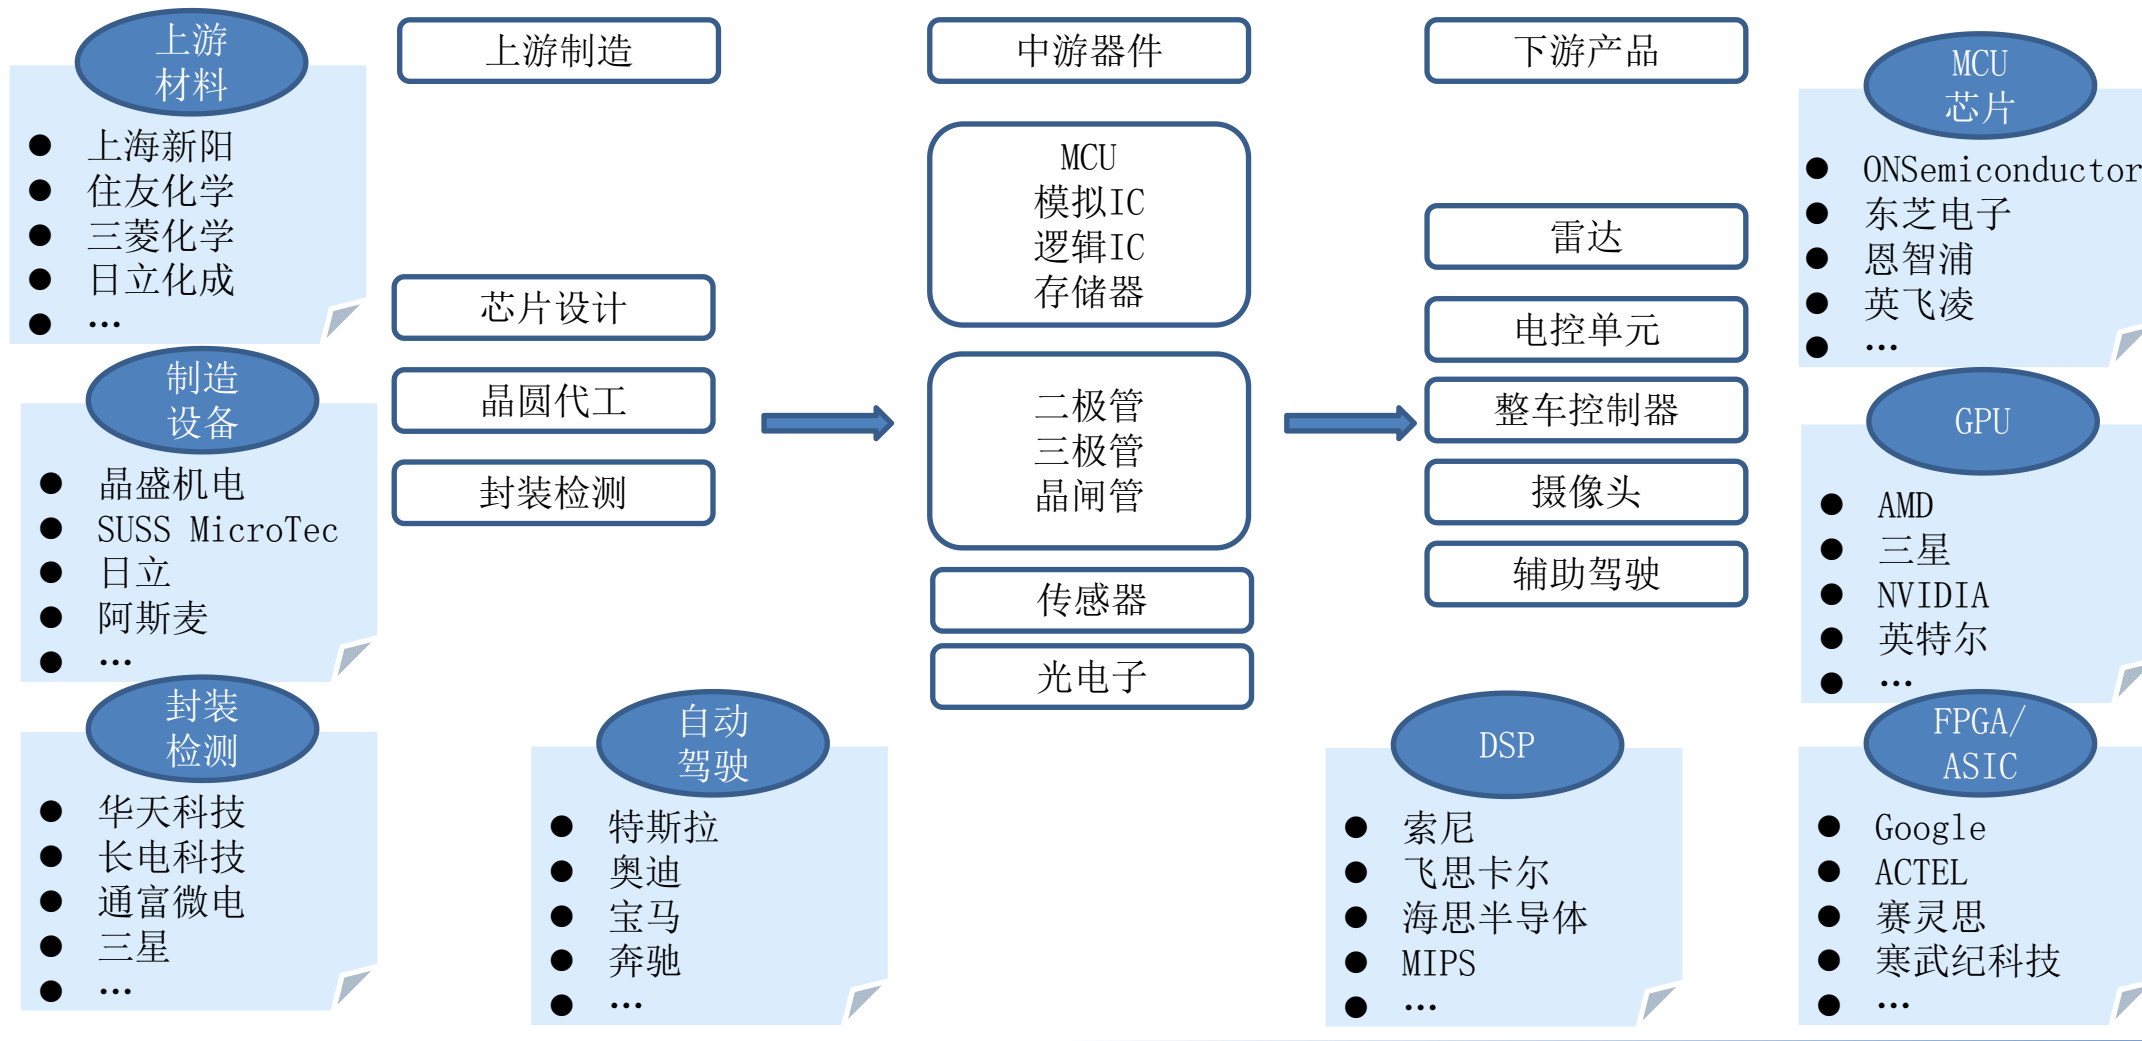 上游
材料
上海新阳
住友化学
三菱化学
日立化成
…
制造
设备
晶盛机电
SUSS MicroTec
日立
阿斯麦
…
封装
检测
华天科技
长电科技
通富微电
三星
…
上游制造
芯片设计
晶圆代工
封装检测
自动
驾驶
特斯拉
奥迪
宝马
奔驰
…
中游器件
MCU
模拟IC
逻辑IC
存储器
二极管
三极管
晶闸管
传感器
光电子
下游产品
雷达
电控单元
整车控制器
摄像头
辅助驾驶
DSP
索尼
飞思卡尔
海思半导体
MIPS
…
MCU
芯片
ONSemiconductor
东芝电子
恩智浦
英飞凌
…
GPU
AMD
三星
NVIDIA
英特尔
…
FPGA/
ASIC
Google
ACTEL
赛灵思
寒武纪科技
…